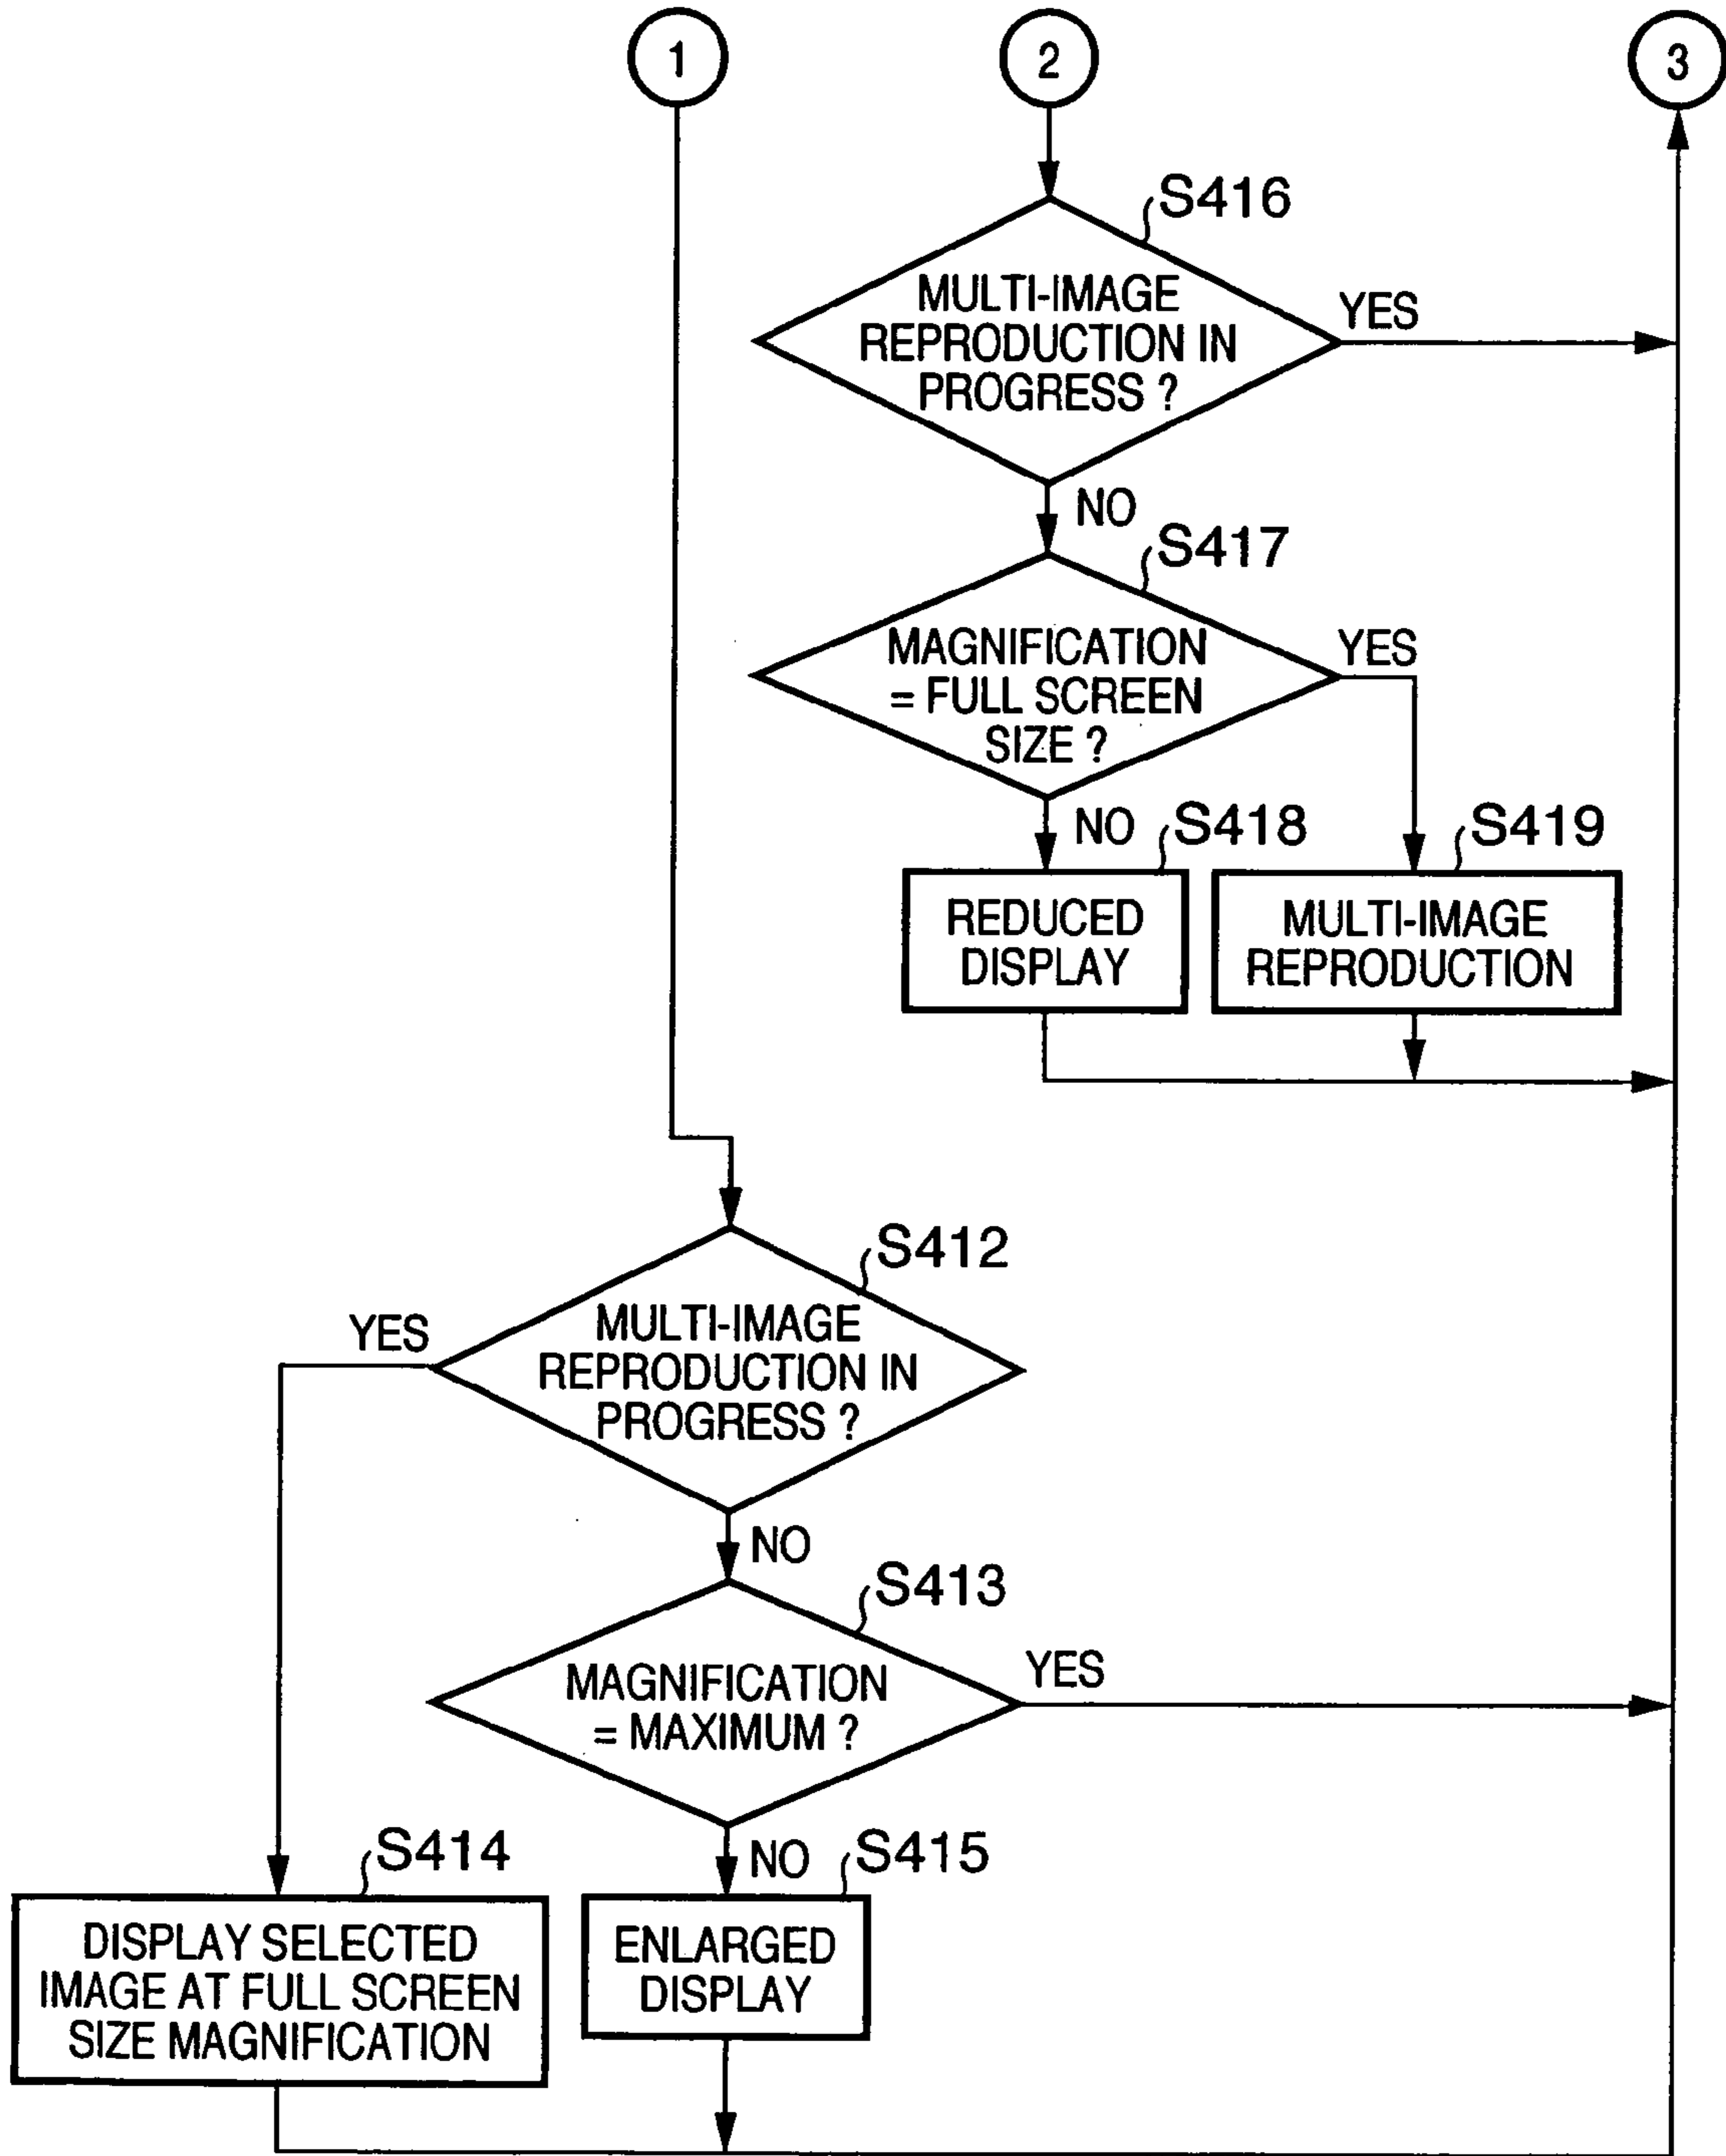 1
2
3
S416
MULTI-IMAGE
REPRODUCTION IN
PROGRESS ?
YES
NO
S417
MAGNIFICATION
= FULL SCREEN
SIZE ?
YES
NO
S418
S419
REDUCED
DISPLAY
MULTI-IMAGE
REPRODUCTION
S412
MULTI-IMAGE
REPRODUCTION IN
PROGRESS ?
YES
NO
S413
MAGNIFICATION
= MAXIMUM ?
YES
NO
S414
S415
DISPLAY SELECTED
IMAGE AT FULL SCREEN
SIZE MAGNIFICATION
ENLARGED
DISPLAY